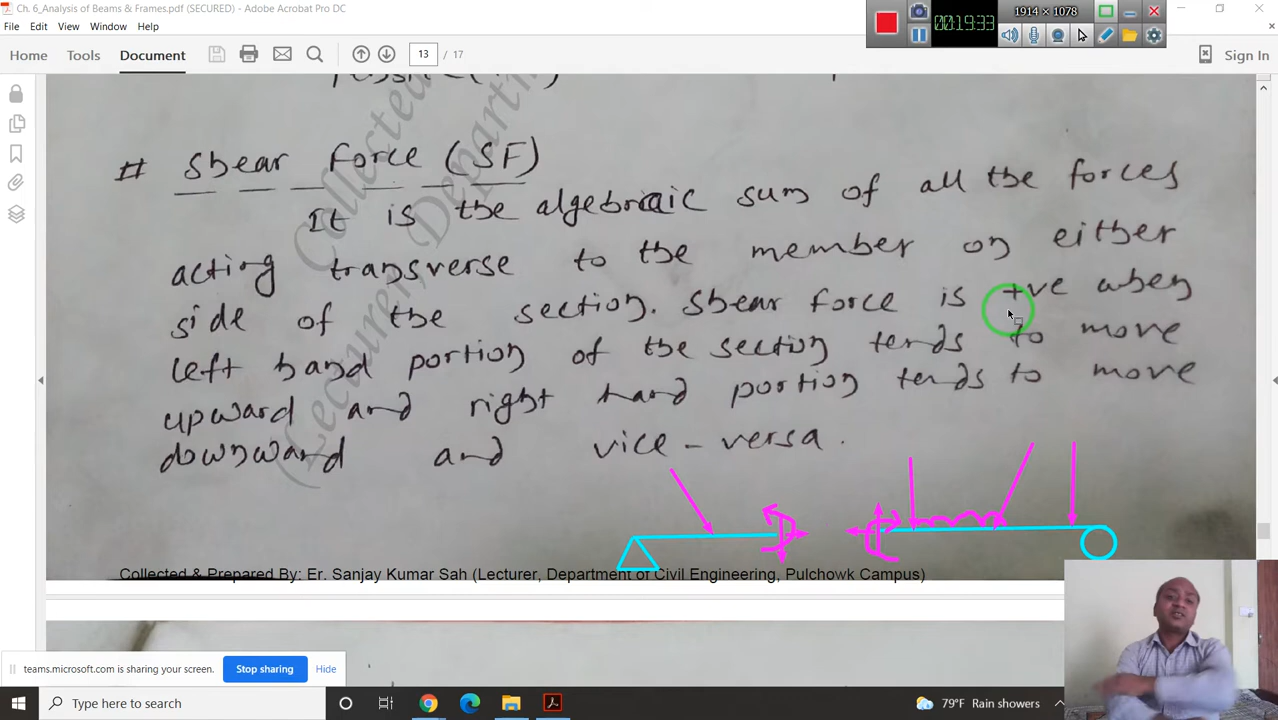 Ch. 6_Analysis of Beams & Frames.pdf (SECURED) - Adobe Acrobat Pro DC
00:19:33
1914 × 1078
File Edit View Window Help
Home Tools Document 13 / 17 Sign In
# Shear Force (SF)
It is the algebraic sum of all the forces
acting transverse to the member on either
side of the section. Shear force is +ve when
left hand portion of the section tends to move
upward and right hand portion tends to move
downward and vice-versa.
Collected & Prepared By: Er. Sanjay Kumar Sah (Lecturer, Department of Civil Engineering, Pulchowk Campus)
teams.microsoft.com is sharing your screen. Stop sharing Hide
Type here to search
79°F Rain showers